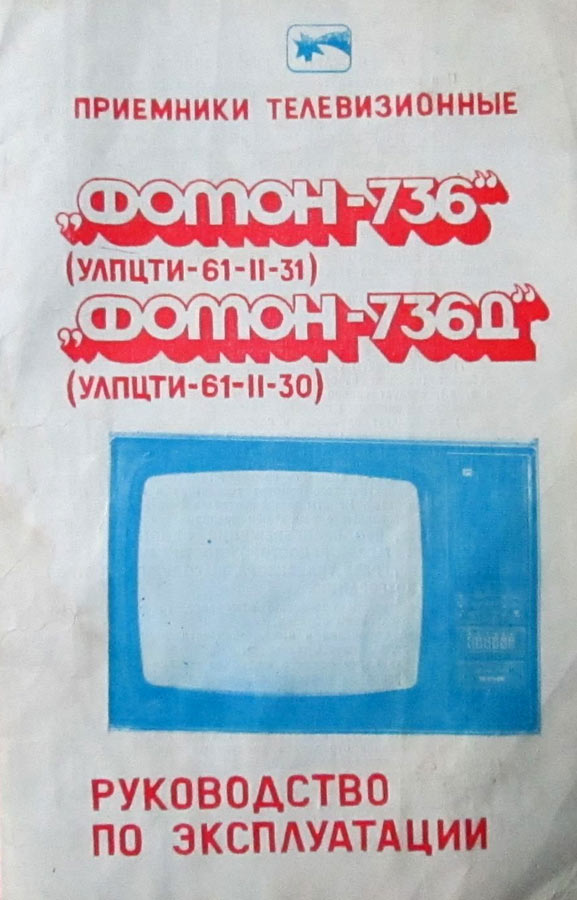 ПРИЕМНИКИ ТЕЛЕВИЗИОННЫЕ
„ФОТОН-736“
(УЛПЦТИ-61-II-31)
„ФОТОН-736Д“
(УЛПЦТИ-61-II-30)
РУКОВОДСТВО
ПО ЭКСПЛУАТАЦИИ